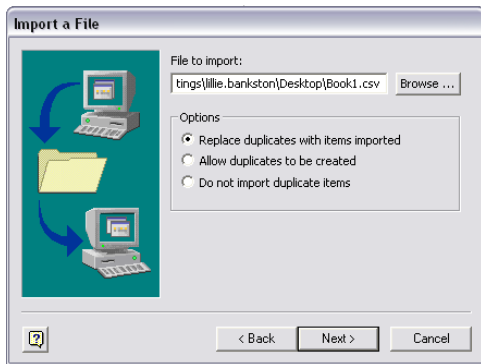 Import a File
File to import:
tings\lillie.bankston\Desktop\Book1.csv
Browse ...
Options
Replace duplicates with items imported
Allow duplicates to be created
Do not import duplicate items
?
< Back
Next >
Cancel